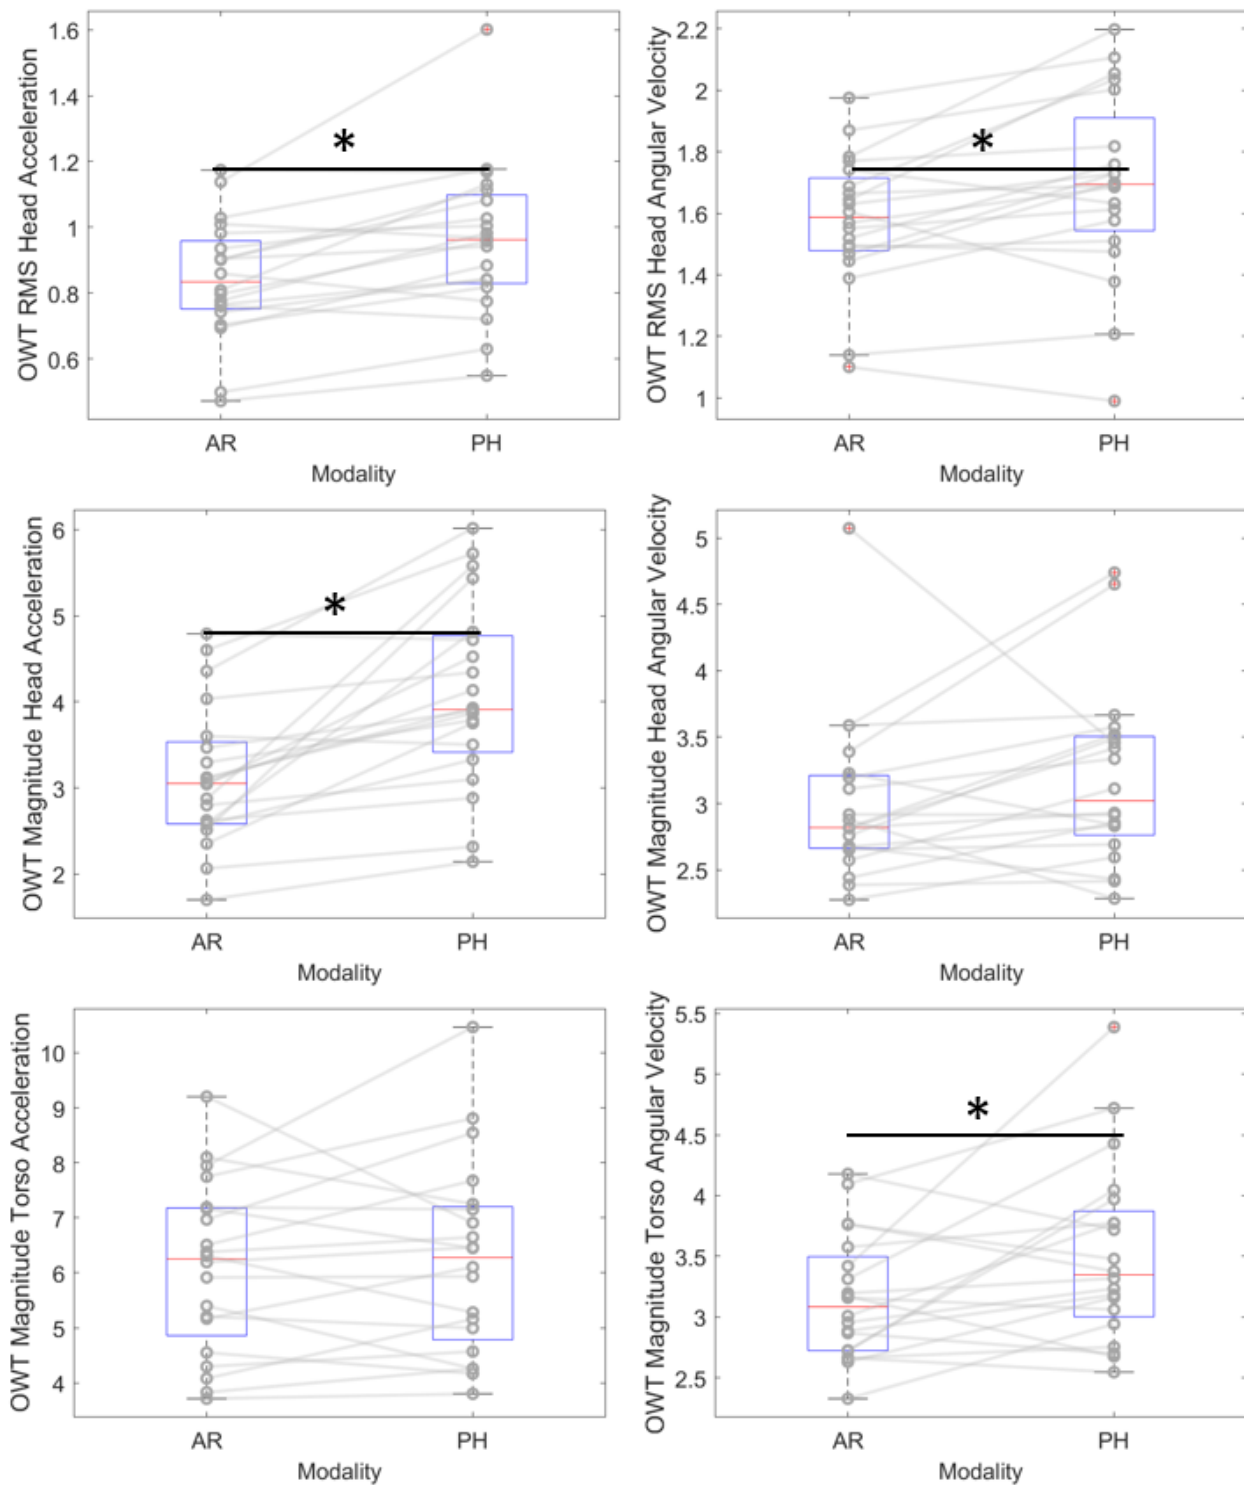 OWT RMS Head Acceleration
1.6
1.4
1.2
1
0.8
0.6
*
AR
PH
Modality
OWT RMS Head Angular Velocity
2.2
2
1.8
1.6
1.4
1.2
1
*
AR
PH
Modality
OWT Magnitude Head Acceleration
6
5
4
3
2
*
AR
PH
Modality
OWT Magnitude Head Angular Velocity
5
4.5
4
3.5
3
2.5
AR
PH
Modality
OWT Magnitude Torso Acceleration
10
9
8
7
6
5
4
AR
PH
Modality
OWT Magnitude Torso Angular Velocity
5.5
5
4.5
4
3.5
3
2.5
*
AR
PH
Modality